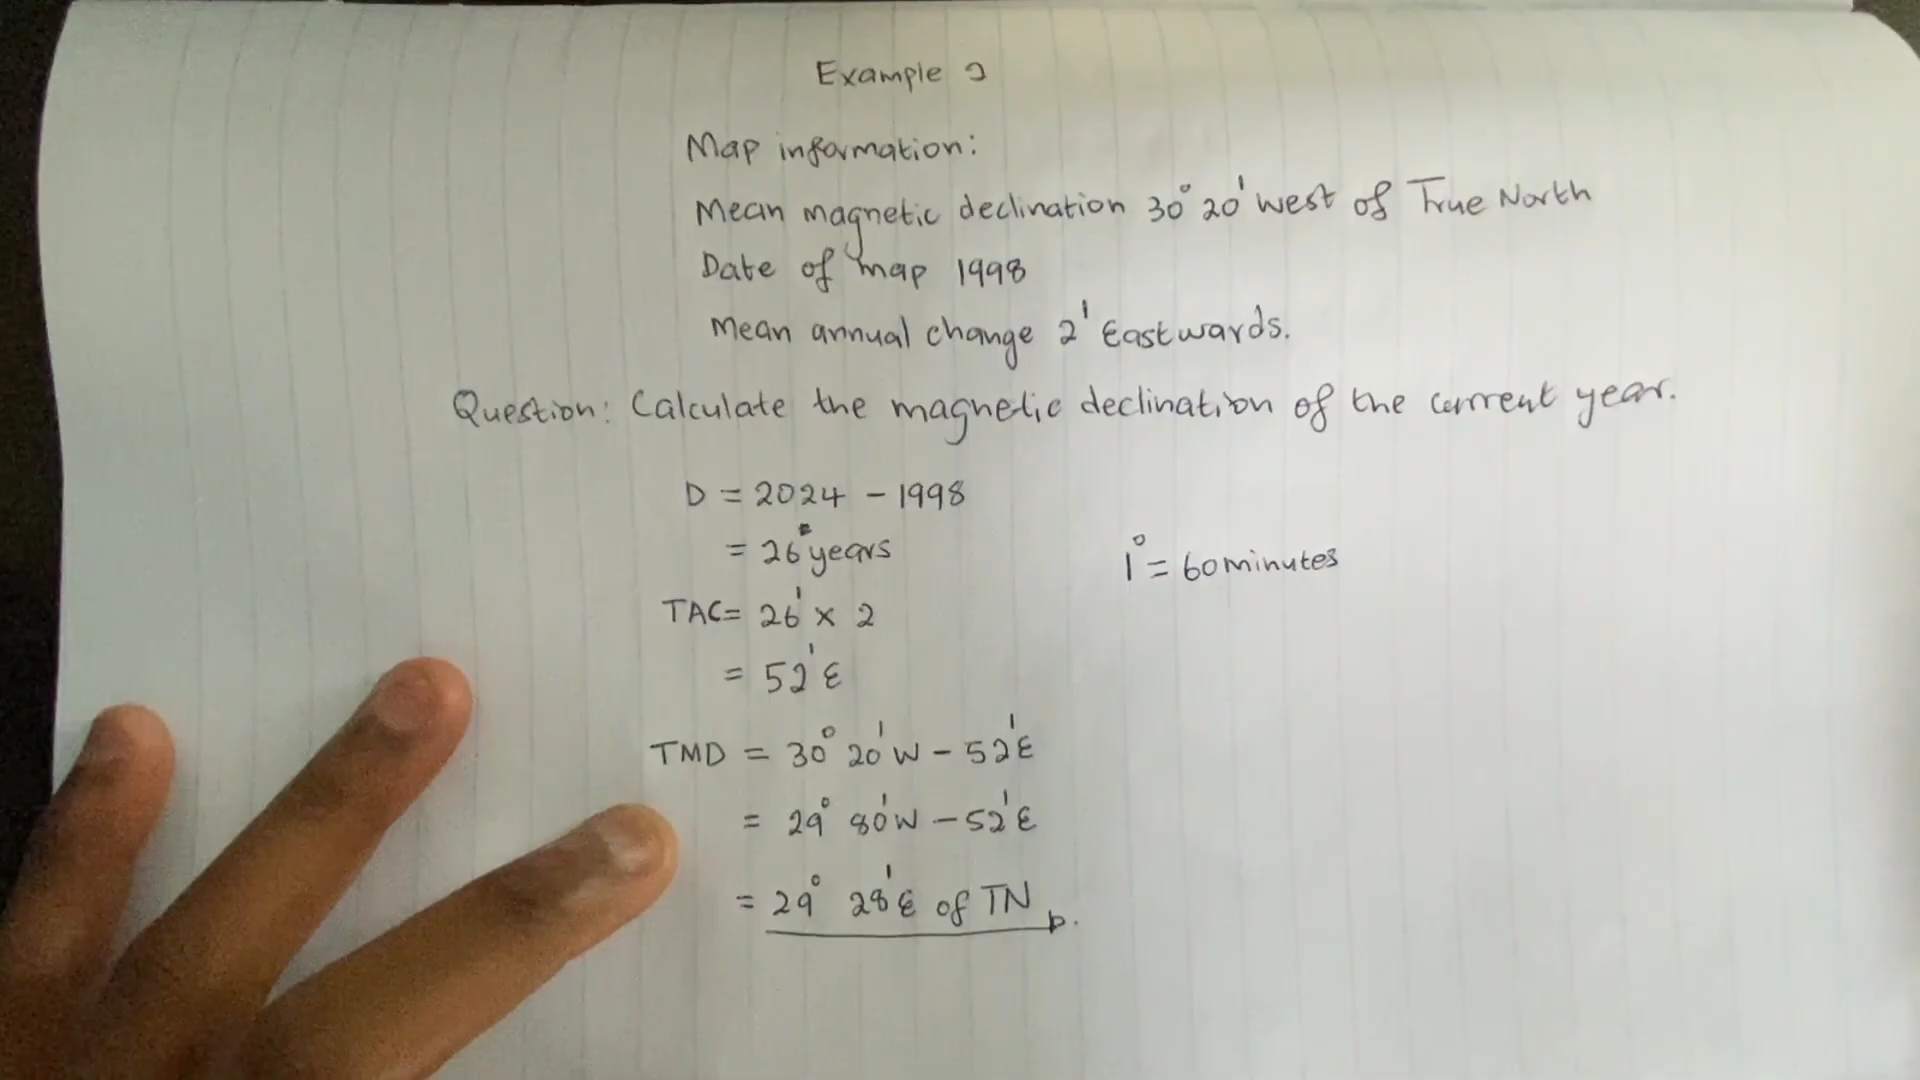 Example 2
Map information:
Mean magnetic declination 30° 20' west of True North
Date of map 1998
Mean annual change 2' Eastwards.
Question: Calculate the magnetic declination of the current year.
D = 2024 - 1998
= 26 years
1° = 60 minutes
TAC = 26' x 2
= 52' E
TMD = 30° 20' W - 52' E
= 29° 80' W - 52' E
= 29° 28' E of TN